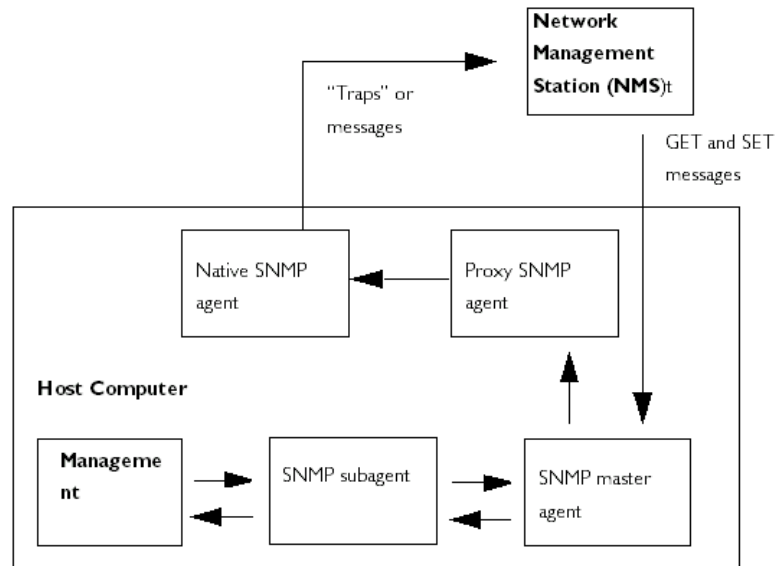 Network
Management
Station (NMS)t
“Traps” or
messages
GET and SET
messages
Native SNMP
agent
Proxy SNMP
agent
Host Computer
Manageme
nt
SNMP subagent
SNMP master
agent